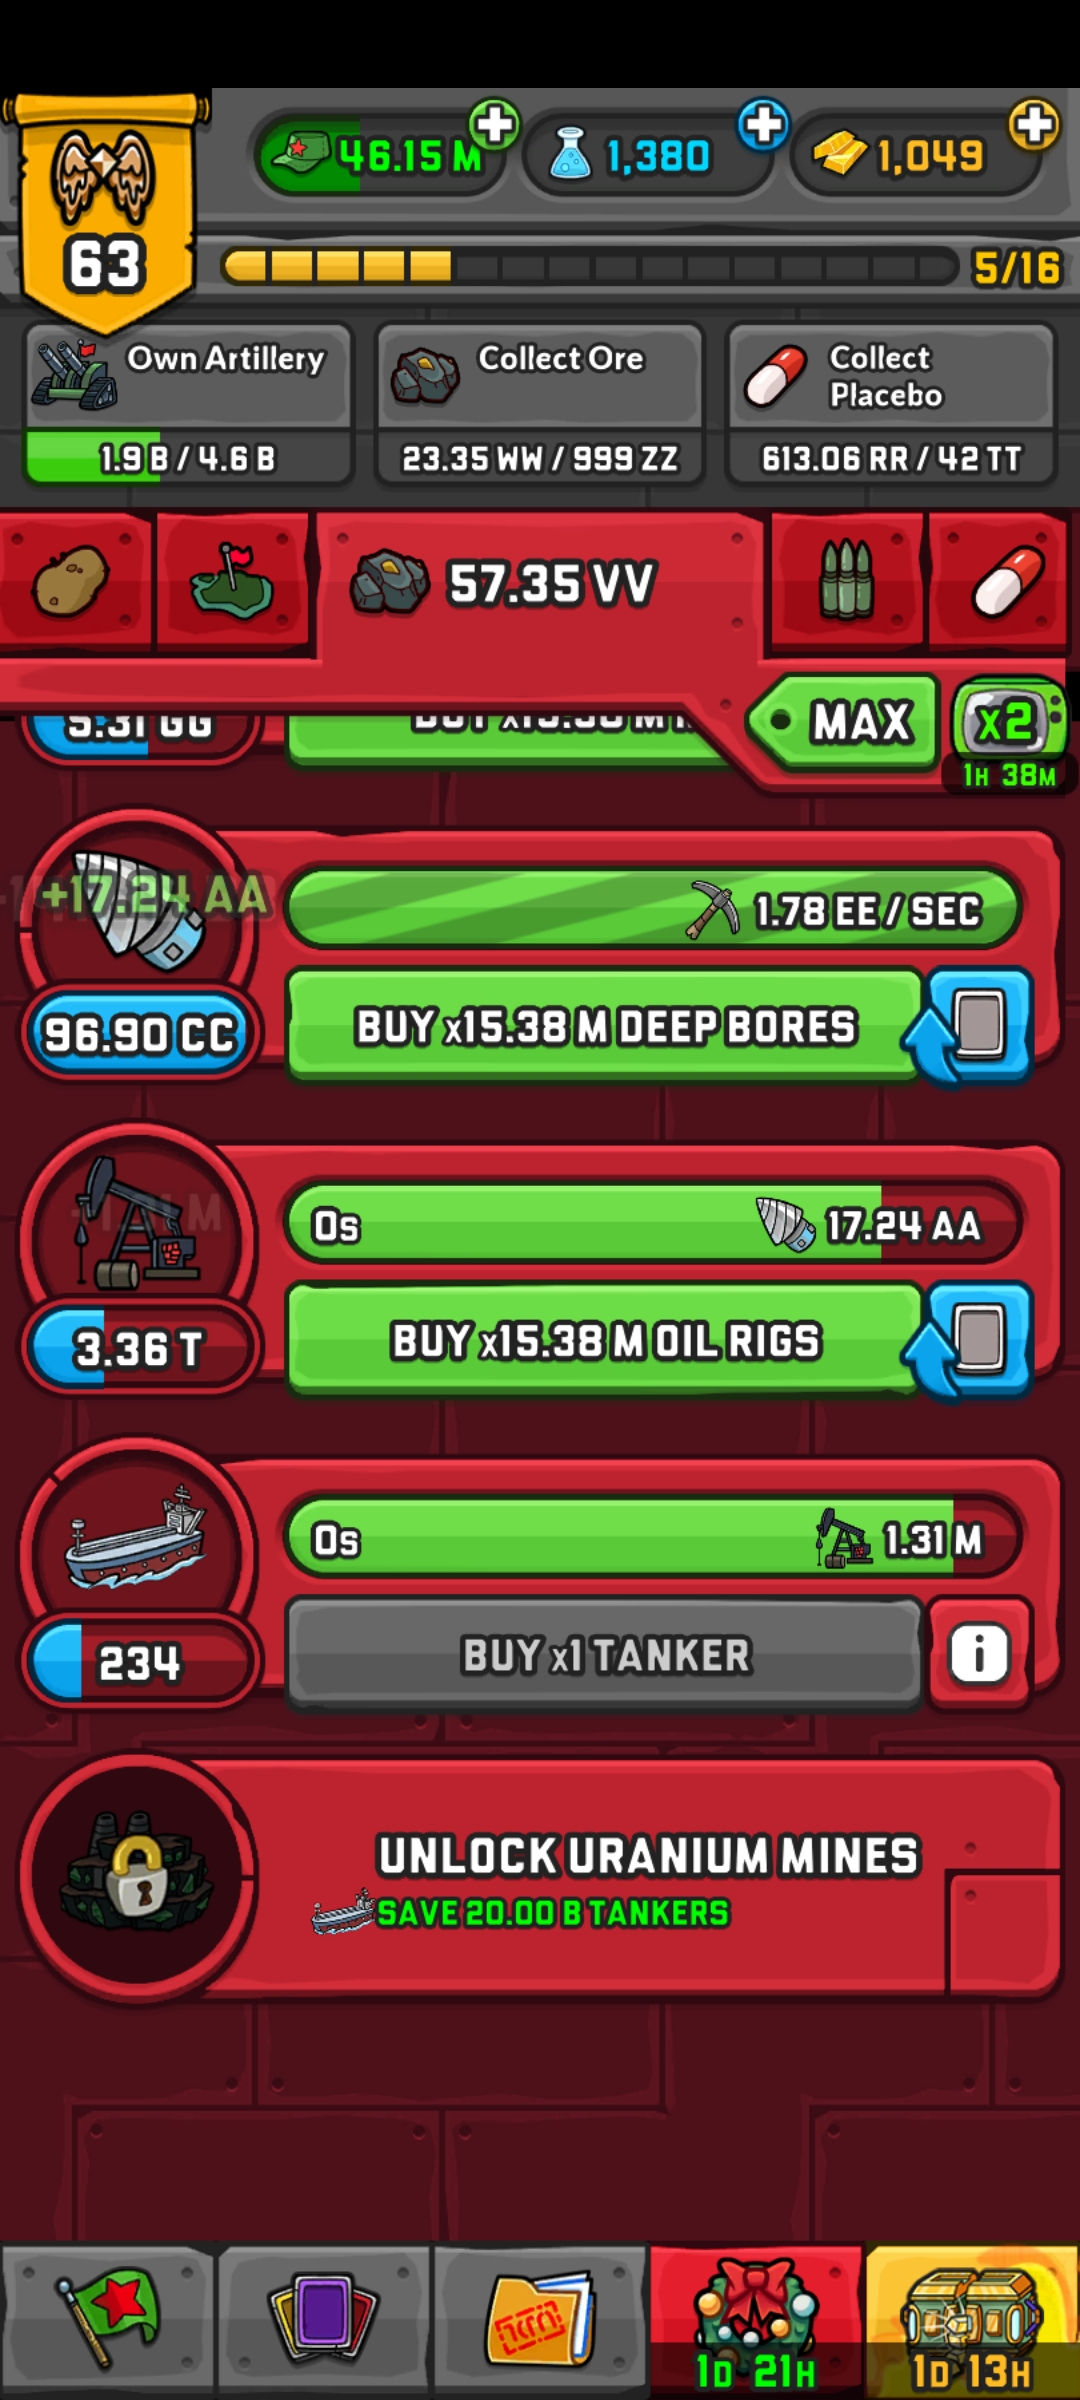 46.15 M
1,380
1,049
63
5/16
Own Artillery
1.9 B / 4.6 B
Collect Ore
23.35 WW / 999 ZZ
Collect
Placebo
613.06 RR / 42 TT
57.35 VV
MAX
x2
1H 38M
5.31 GG
+17.24 AA
1.78 EE / SEC
96.90 CC
BUY x15.38 M DEEP BORES
0s
17.24 AA
3.36 T
BUY x15.38 M OIL RIGS
0s
1.31 M
234
BUY x1 TANKER
i
UNLOCK URANIUM MINES
SAVE 20.00 B TANKERS
1D 21H
1D 13H